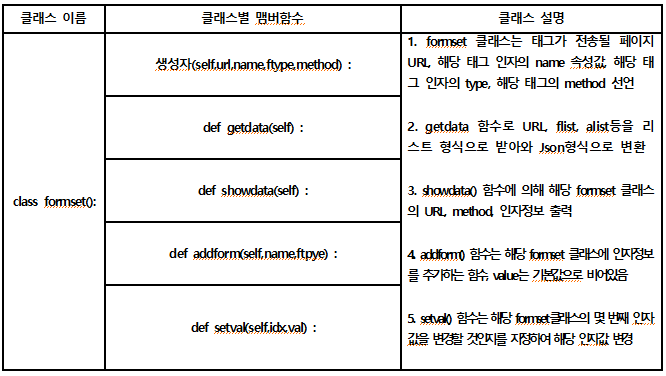 클래스 이름
클래스별 맴버함수
클래스 설명
class formset():
생성자(self,url,name,ftype,method) :
1. formset 클래스는 태그가 전송될 페이지
URL, 해당 태그 인자의 name 속성값, 해당 태
그 인자의 type, 해당 태그의 method 선언
def getdata(self) :
2. getdata 함수로 URL, flist, alist등을 리
스트 형식으로 받아와 Json형식으로 변환
def showdata(self) :
3. showdata() 함수에 의해 해당 formset 클래스
의 URL, method, 인자정보 출력
def addform(self,name,ftpye) :
4. addform() 함수는 해당 formset 클래스에 인자정보
를 추가하는 함수, value는 기본값으로 비어있음
def setval(self,idx,val) :
5. setval() 함수는 해당 formset클래스의 몇 번째 인자
값을 변경할 것인지를 지정하여 해당 인자값 변경